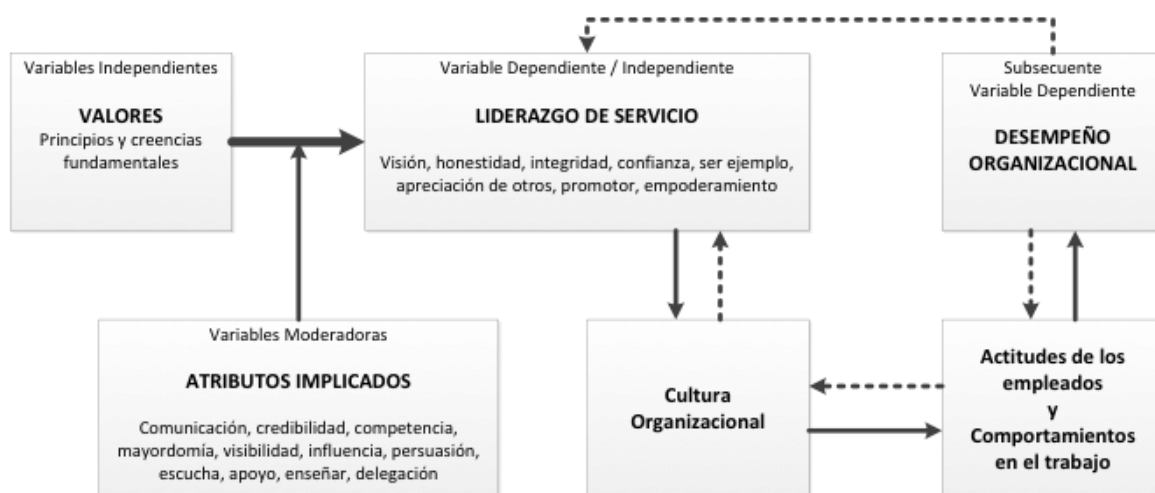 Variables Independientes
VALORES
Principios y creencias
fundamentales
Variable Dependiente / Independiente
LIDERAZGO DE SERVICIO
Visión, honestidad, integridad, confianza, ser ejemplo,
apreciación de otros, promotor, empoderamiento
Subsecuente
Variable Dependiente
DESEMPEÑO
ORGANIZACIONAL
Variables Moderadoras
ATRIBUTOS IMPLICADOS
Comunicación, credibilidad, competencia,
mayordomía, visibilidad, influencia, persuasión,
escucha, apoyo, enseñar, delegación
Cultura
Organizacional
Actitudes de los
empleados
y
Comportamientos
en el trabajo